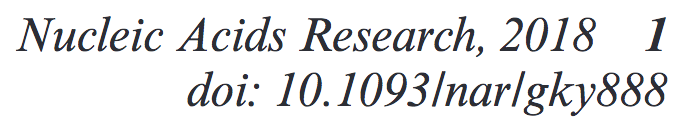 Nucleic Acids Research, 2018 1
doi: 10.1093/nar/gky888